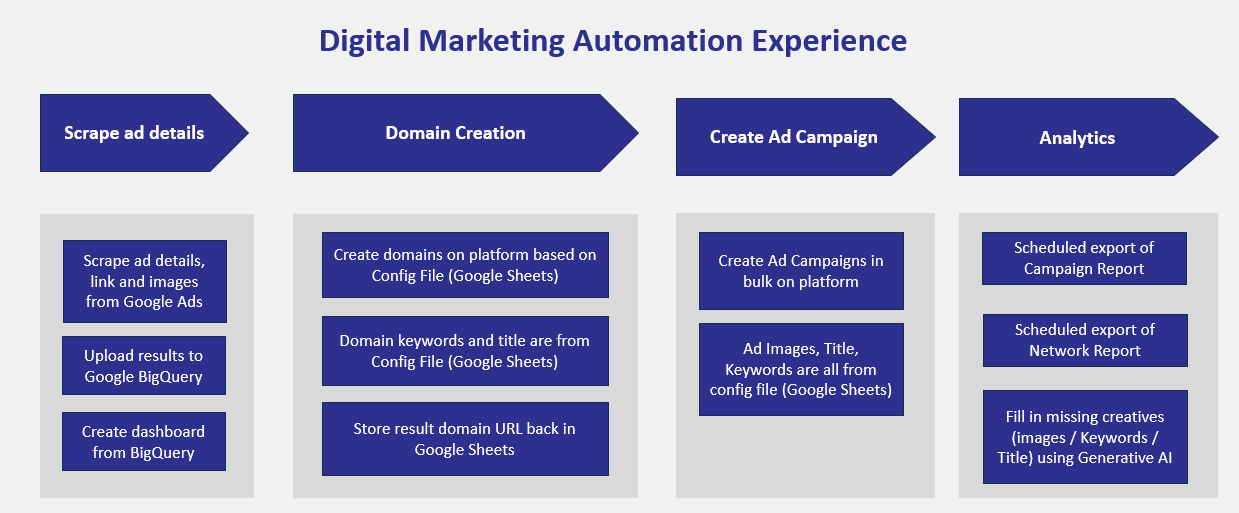 Digital Marketing Automation Experience
Scrape ad details
Domain Creation
Create Ad Campaign
Analytics
Scrape ad details,
link and images
from Google Ads
Upload results to
Google BigQuery
Create dashboard
from BigQuery
Create domains on platform based on
Config File (Google Sheets)
Domain keywords and title are from
Config File (Google Sheets)
Store result domain URL back in
Google Sheets
Create Ad Campaigns in
bulk on platform
Ad Images, Title,
Keywords are all from
config file (Google Sheets)
Scheduled export of
Campaign Report
Scheduled export of
Network Report
Fill in missing creatives
(images / Keywords /
Title) using Generative AI